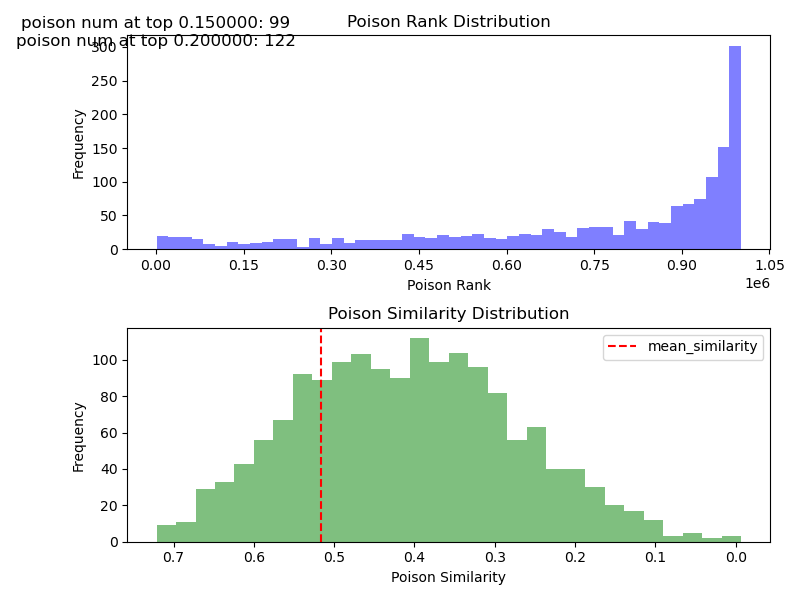 poison num at top 0.150000: 99
poison num at top 0.200000: 122
Poison Rank Distribution
Frequency
300
250
200
150
100
50
0
0.00 0.15 0.30 0.45 0.60 0.75 0.90 1.05
1e6
Poison Rank
Poison Similarity Distribution
mean_similarity
Frequency
100
80
60
40
20
0
0.7 0.6 0.5 0.4 0.3 0.2 0.1 0.0
Poison Similarity